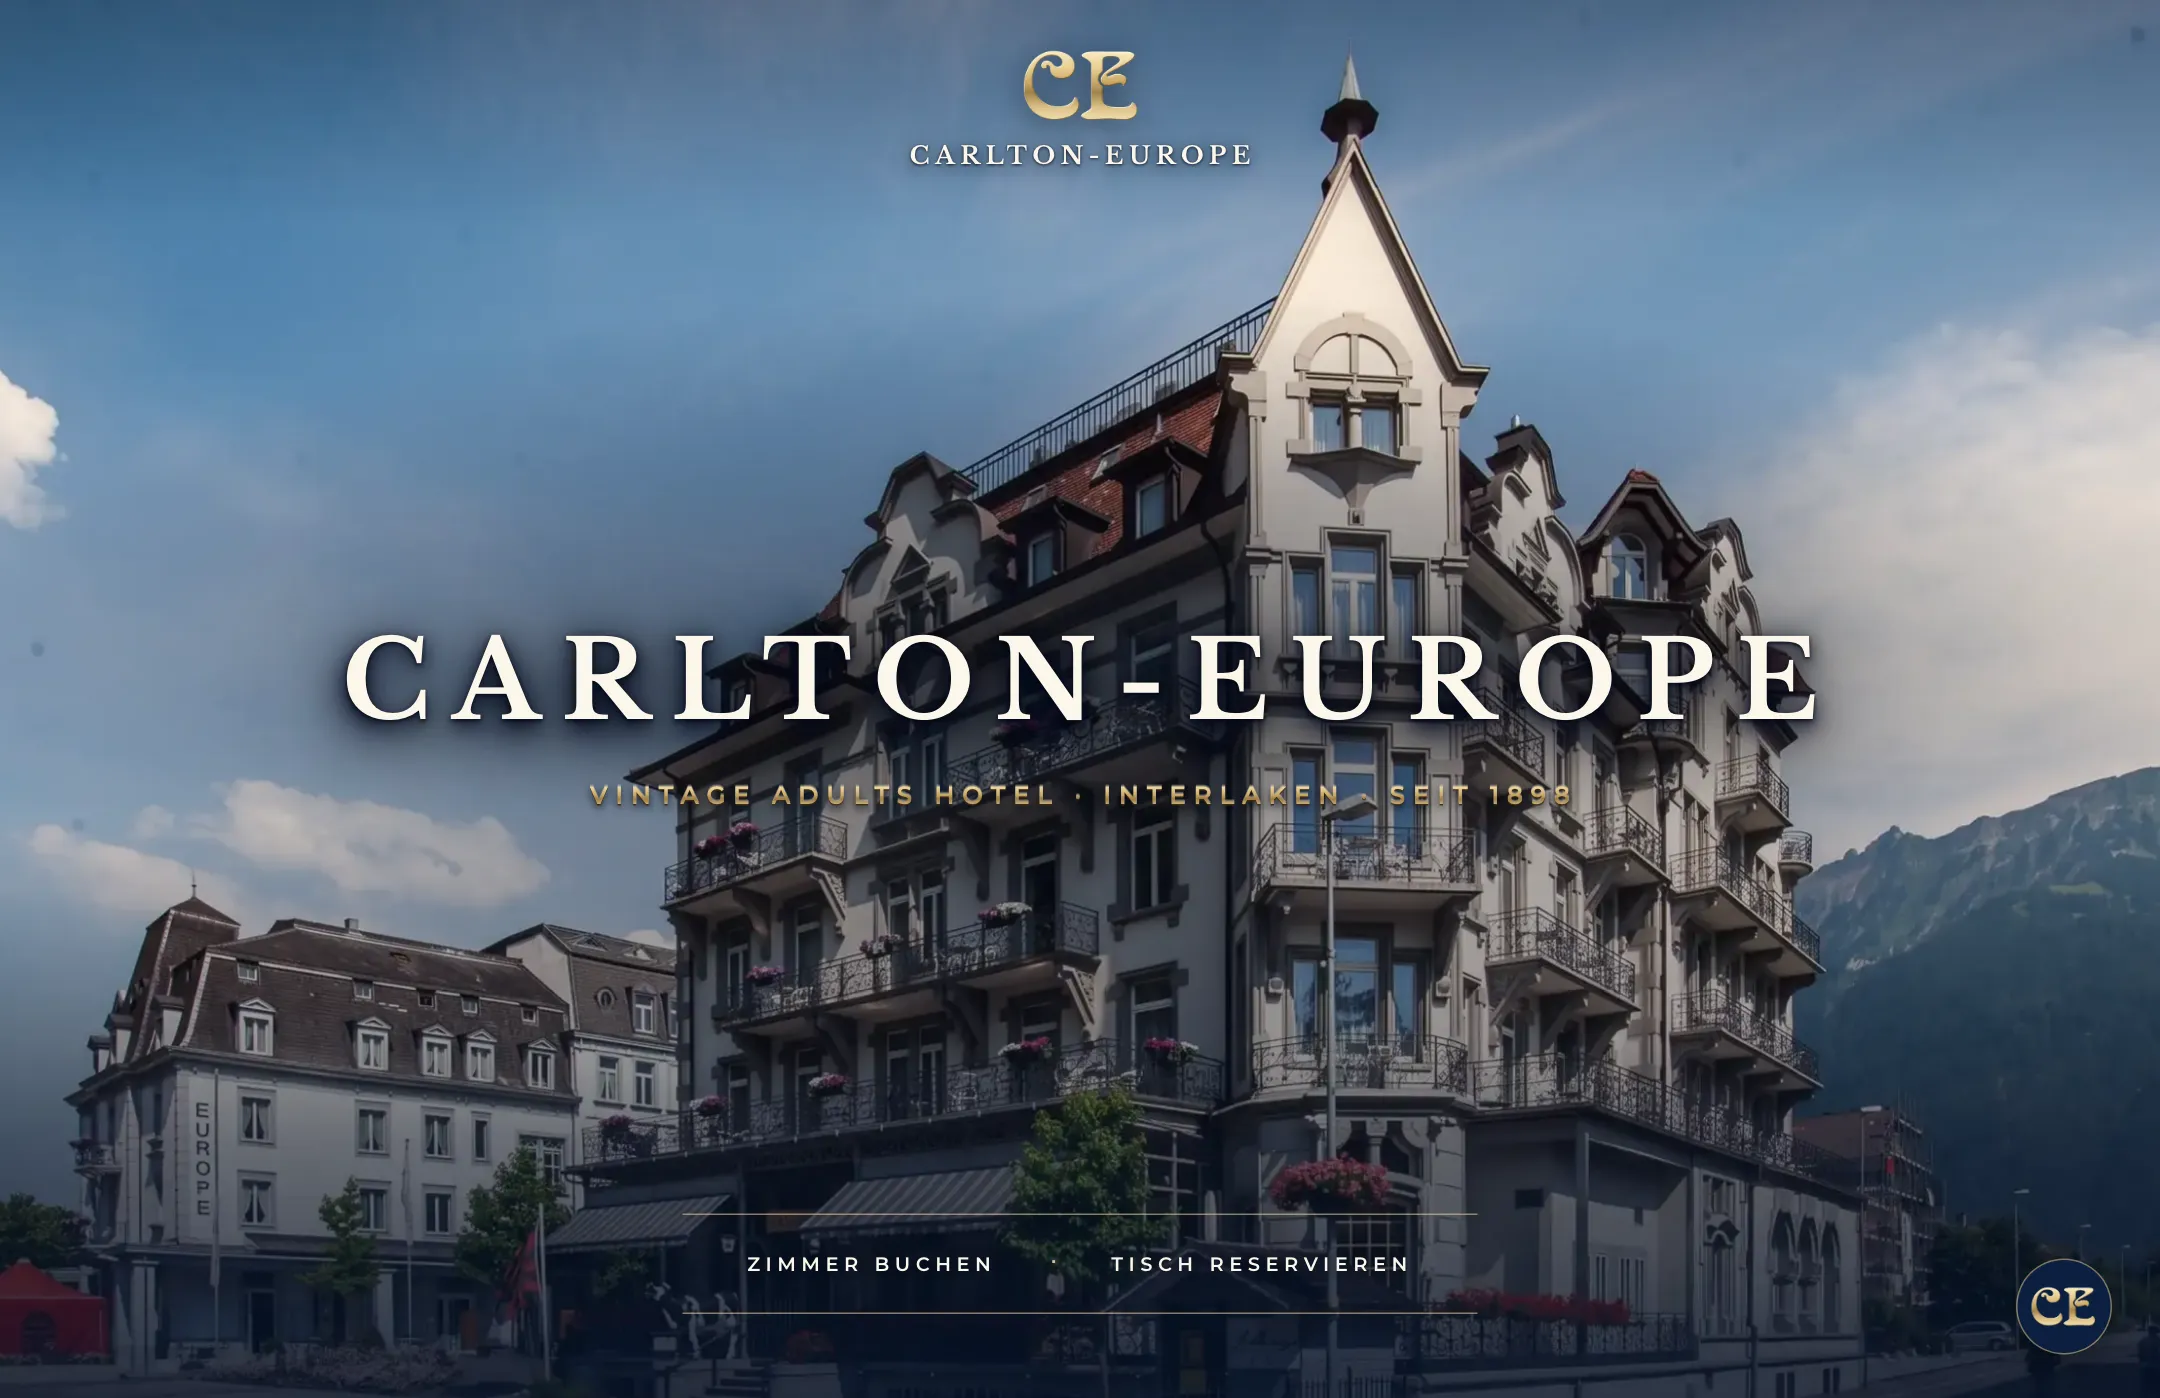 CE
CARLTON-EUROPE
CARLTON-EUROPE
VINTAGE ADULTS HOTEL · INTERLAKEN · SEIT 1898
EUROPE
ZIMMER BUCHEN · TISCH RESERVIEREN
CE